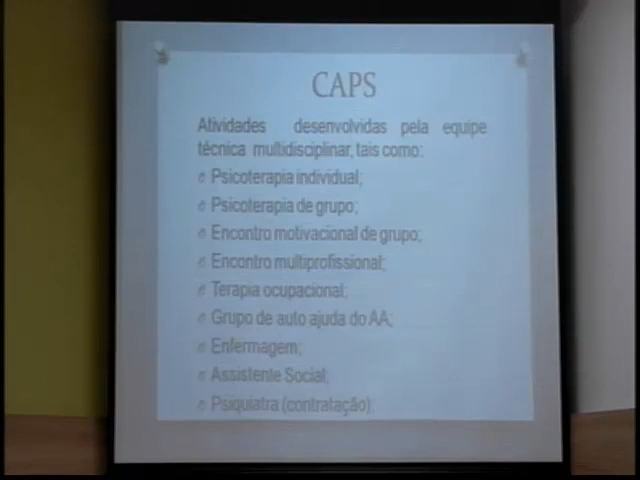 CAPS
Atividades desenvolvidas pela equipe
técnica multidisciplinar, tais como:
Psicoterapia individual;
Psicoterapia de grupo;
Encontro motivacional de grupo;
Encontro multiprofissional;
Terapia ocupacional;
Grupo de auto ajuda do AA;
Enfermagem;
Assistente Social;
Psiquiatra (contratação)